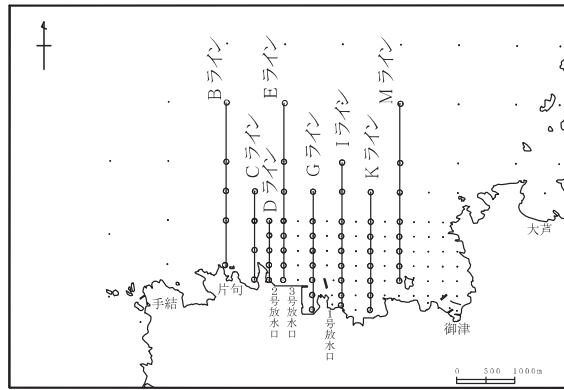 Bライン
Cライン
Dライン
Eライン
Gライン
Iライン
Kライン
Mライン
大芦
手結
片句
2号放水口
3号放水口
1号放水口
御津
0 500 1000m